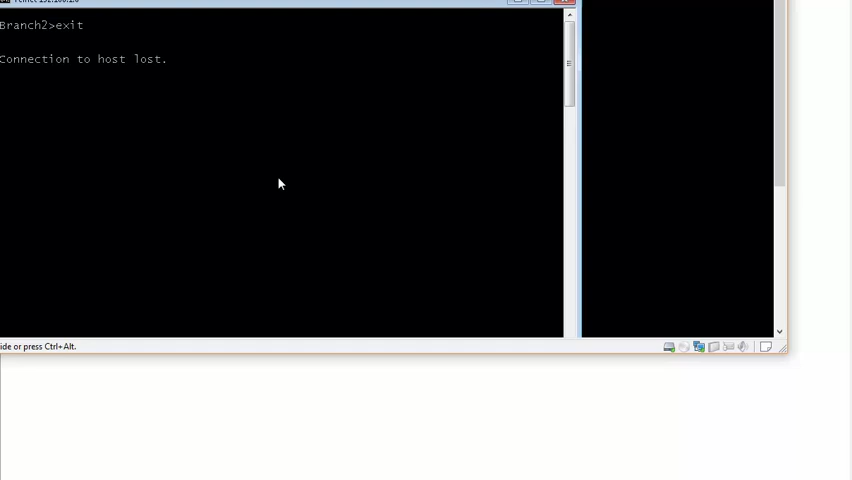 Branch2>exit
Connection to host lost.
ide or press Ctrl+Alt.